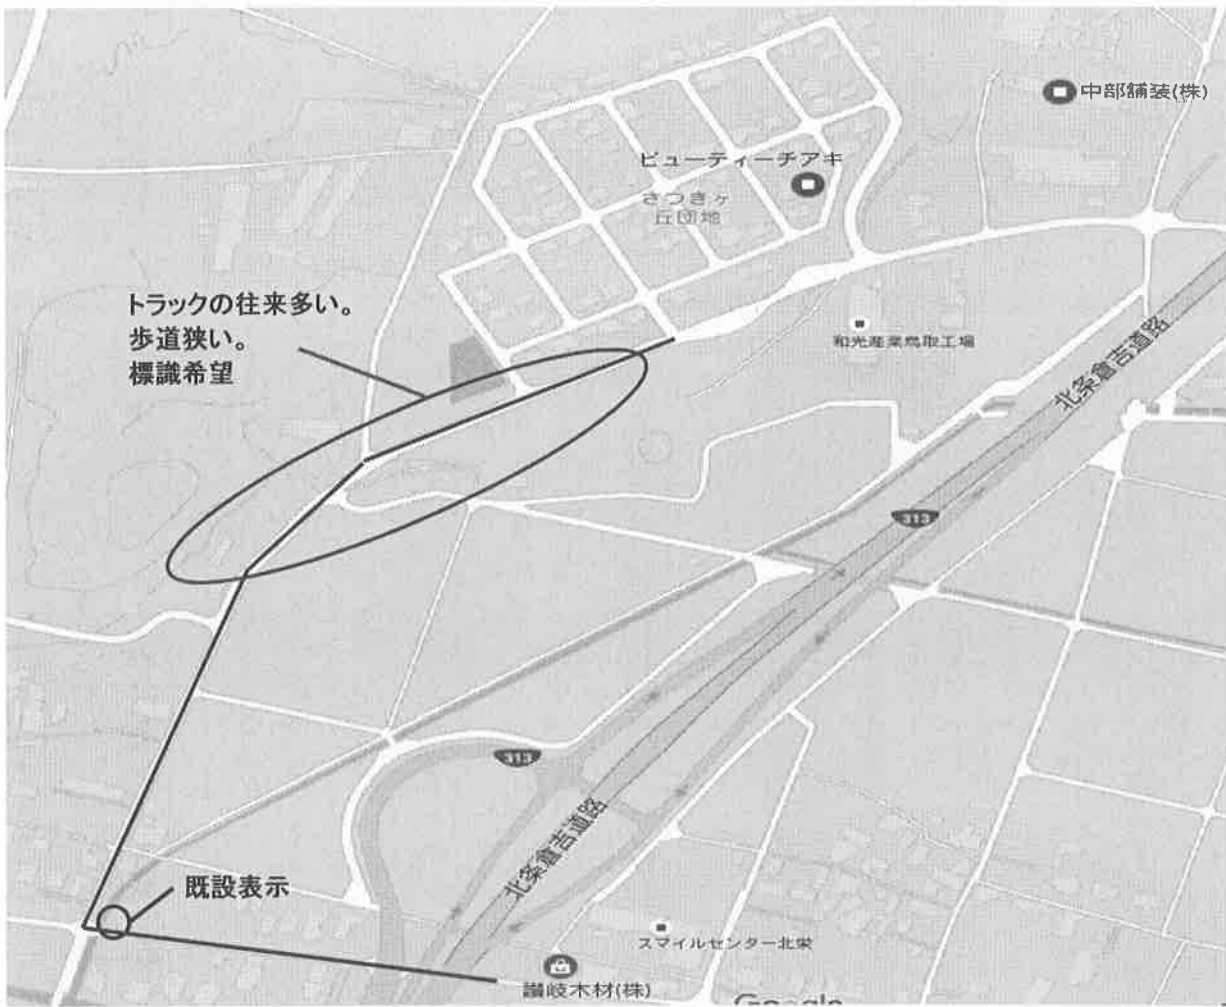 中部舗装(株)
ビューティーチアキ
さつきヶ
丘団地
トラックの往来多い。
歩道狭い。
標識希望
和光産業鳥取工場
北条倉吉道路
313
313
北条倉吉道路
既設表示
スマイルセンター北栄
讃岐木材(株)
Google